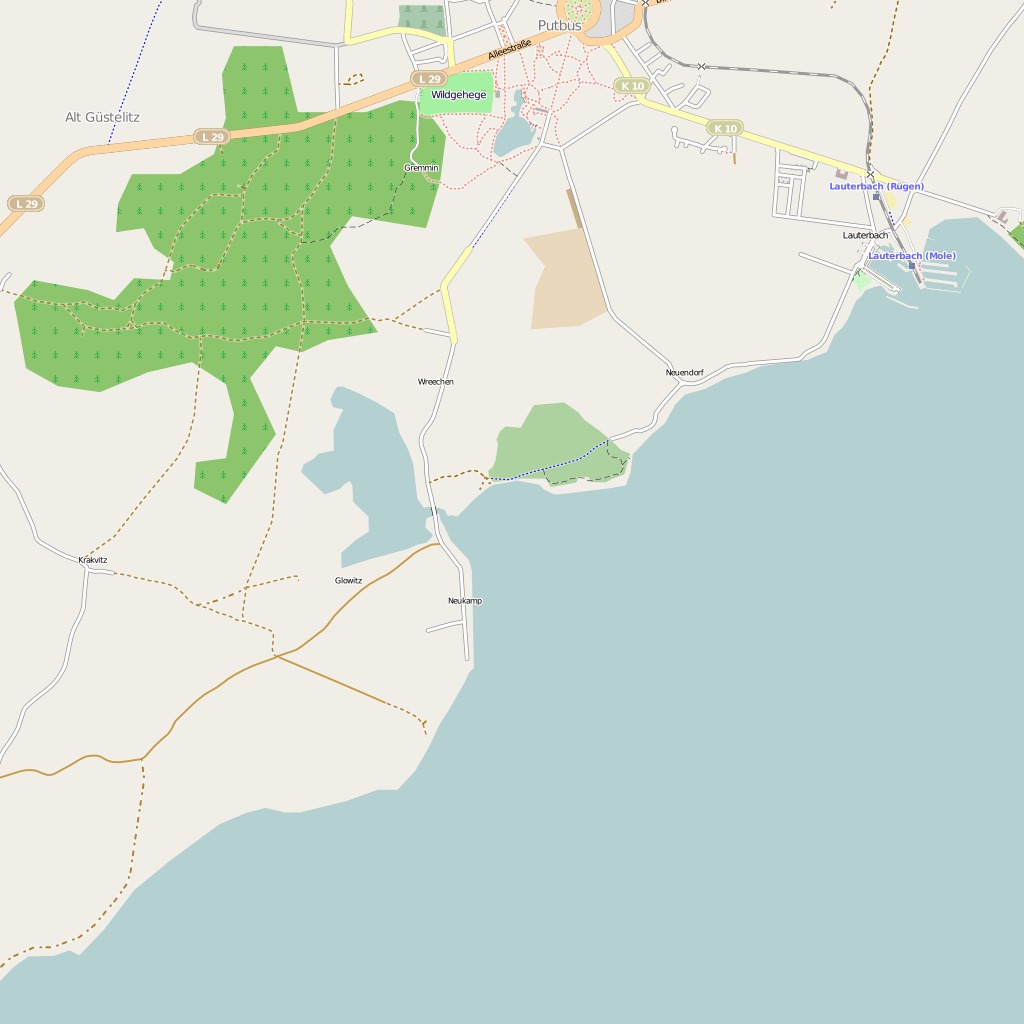 Putbus
Alleestraße
L 29
K 10
Wildgehege
Alt Güstelitz
L 29
K 10
Gremmin
Lauterbach (Rügen)
L 29
Lauterbach
Lauterbach (Mole)
Neuendorf
Wreechen
Krakvitz
Glowitz
Neukamp